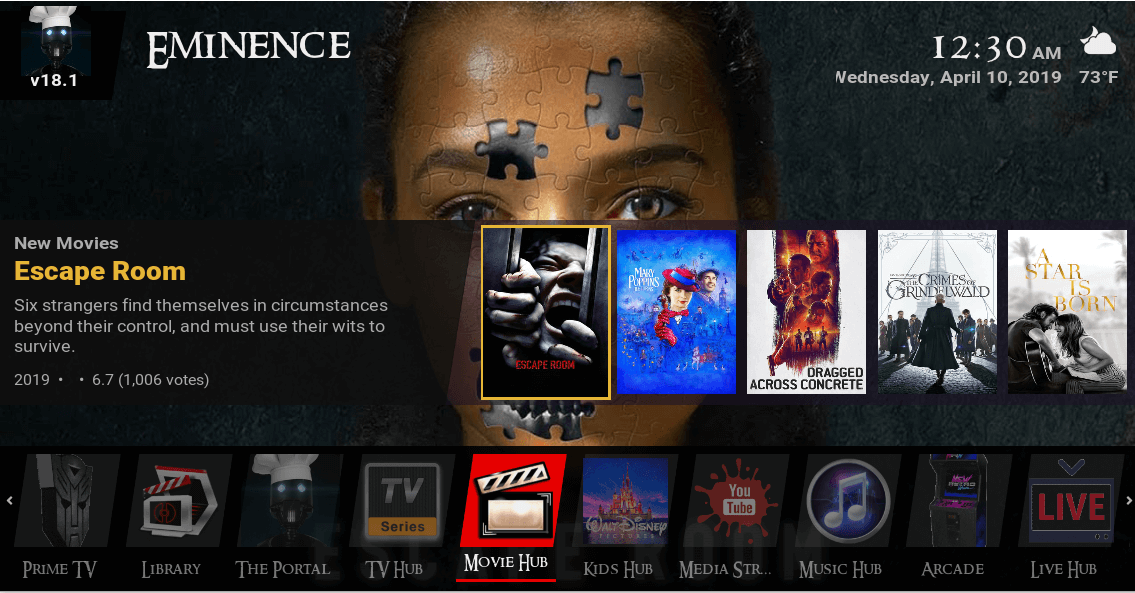 EMINENCE
v18.1
12:30 AM
Wednesday, April 10, 2019 73°F
New Movies
Escape Room
Six strangers find themselves in circumstances
beyond their control, and must use their wits to
survive.
2019 • • 6.7 (1,006 votes)
ESCAPE ROOM
MARY
POPPINS
DRAGGED
ACROSS CONCRETE
THE CRIMES OF
GRINDELWALD
A
STAR
IS
BORN
TV
Series
WALT DISNEY
PICTURES
You
Tube
LIVE
PRIME TV
LIBRARY
THE PORTAL
TV HUB
MOVIE HUB
KIDS HUB
MEDIA STR...
MUSIC HUB
ARCADE
LIVE HUB